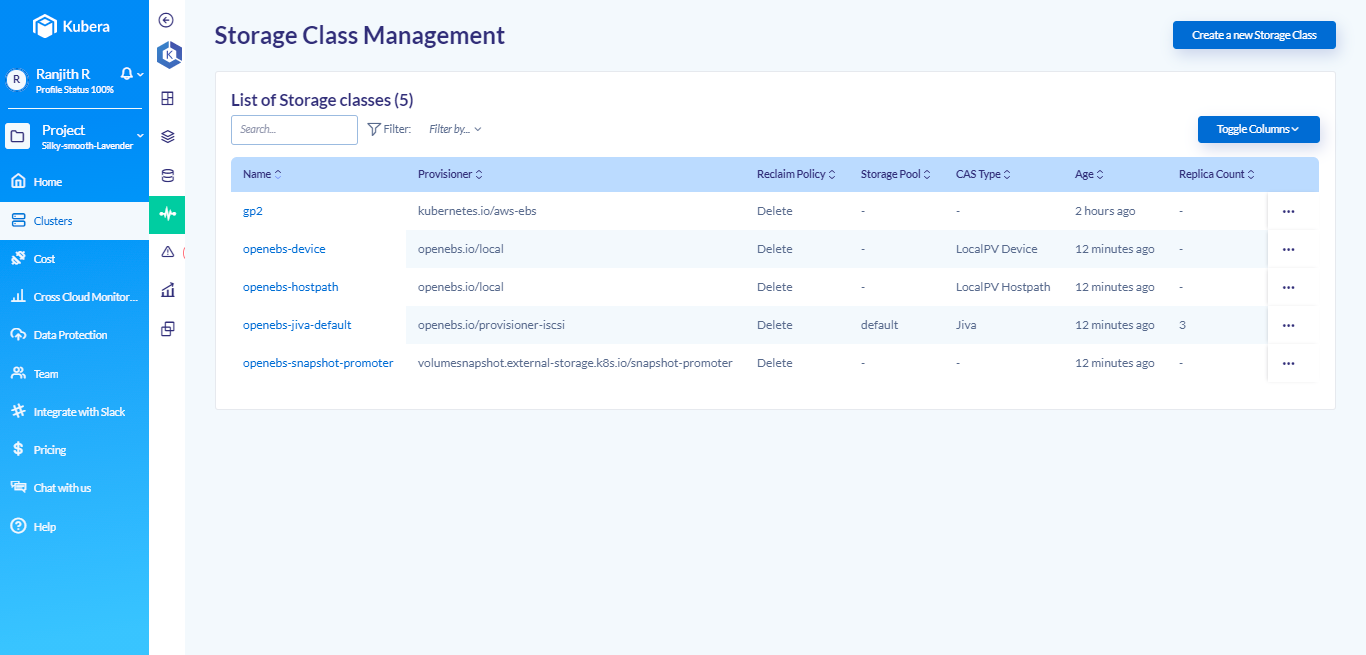 Kubera
R
Ranjith R
Profile Status 100%
Project
Silky-smooth-Lavender
Home
Clusters
Cost
Cross Cloud Monitor...
Data Protection
Team
Integrate with Slack
Pricing
Chat with us
Help
K
Storage Class Management
Create a new Storage Class
List of Storage classes (5)
Search...
Filter:
Filter by...
Toggle Columns
Name Provisioner Reclaim Policy Storage Pool CAS Type Age Replica Count
gp2 kubernetes.io/aws-ebs Delete - - 2 hours ago - ...
openebs-device openebs.io/local Delete - LocalPV Device 12 minutes ago - ...
openebs-hostpath openebs.io/local Delete - LocalPV Hostpath 12 minutes ago - ...
openebs-jiva-default openebs.io/provisioner-iscsi Delete default Jiva 12 minutes ago 3 ...
openebs-snapshot-promoter volumesnapshot.external-storage.k8s.io/snapshot-promoter Delete - - 12 minutes ago - ...